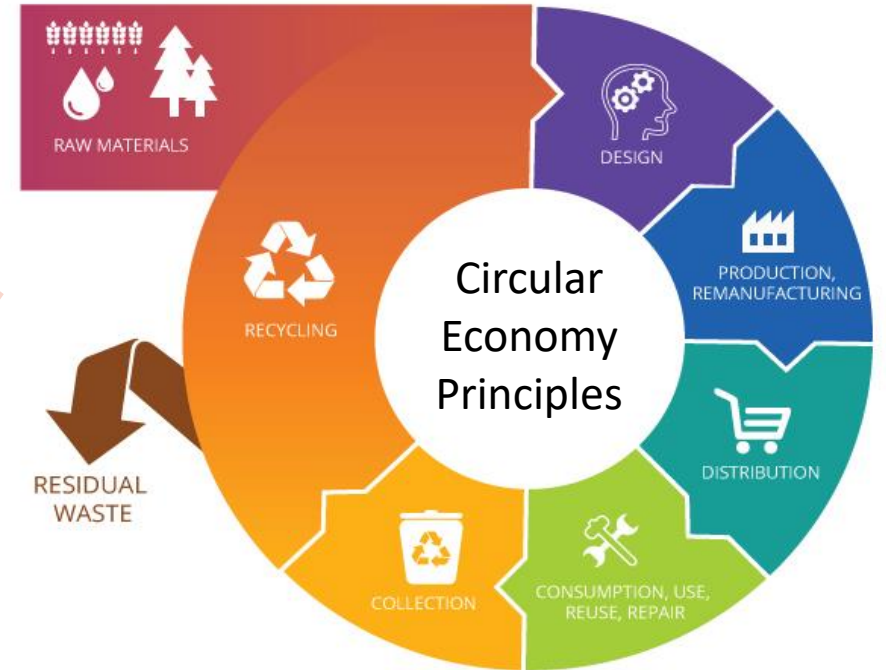 RAW MATERIALS
DESIGN
PRODUCTION,
REMANUFACTURING
DISTRIBUTION
CONSUMPTION, USE,
REUSE, REPAIR
COLLECTION
RECYCLING
RESIDUAL
WASTE
Circular
Economy
Principles